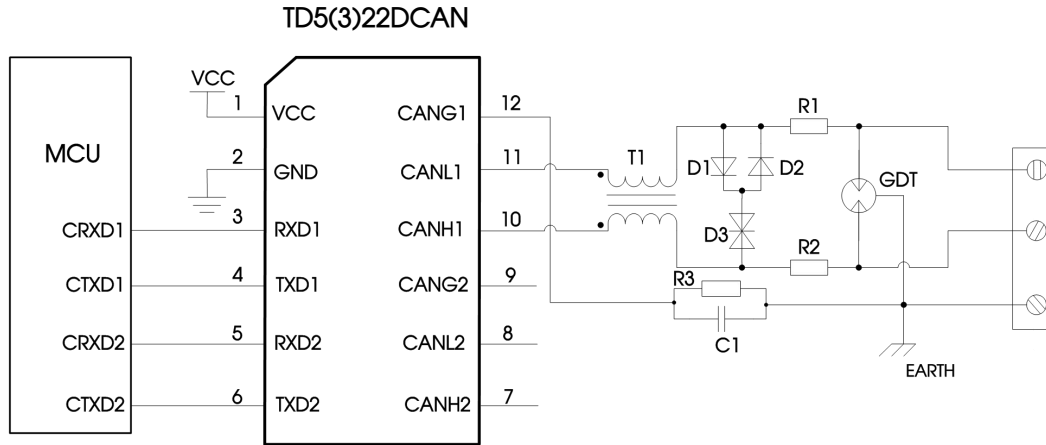 TD5(3)22DCAN
MCU
CRXD1
CTXD1
CRXD2
CTXD2
VCC
1
2
3
4
5
6
VCC
GND
RXD1
TXD1
RXD2
TXD2
CANG1
CANL1
CANH1
CANG2
CANL2
CANH2
12
11
10
9
8
7
T1
D1
D2
D3
R1
R2
GDT
R3
C1
EARTH